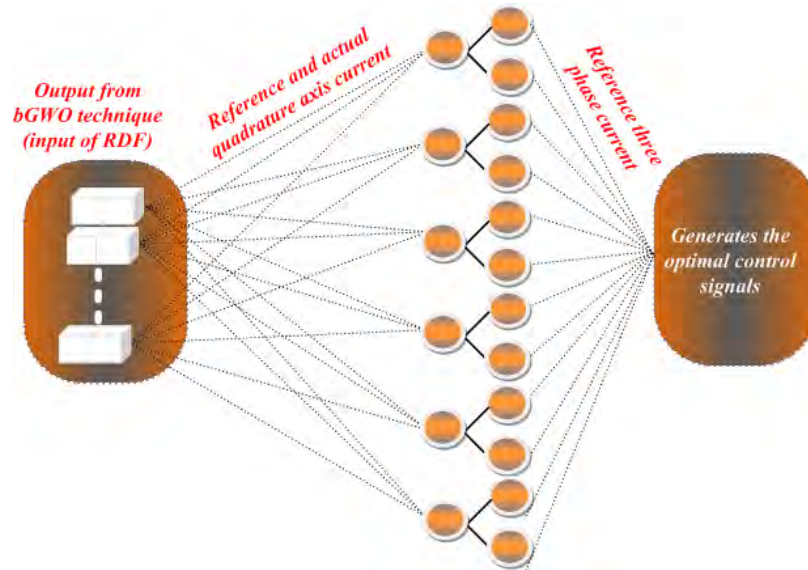 Output from
bGWO technique
(input of RDF)
Reference and actual
quadrature axis current
Reference three
phase current
Generates the
optimal control
signals